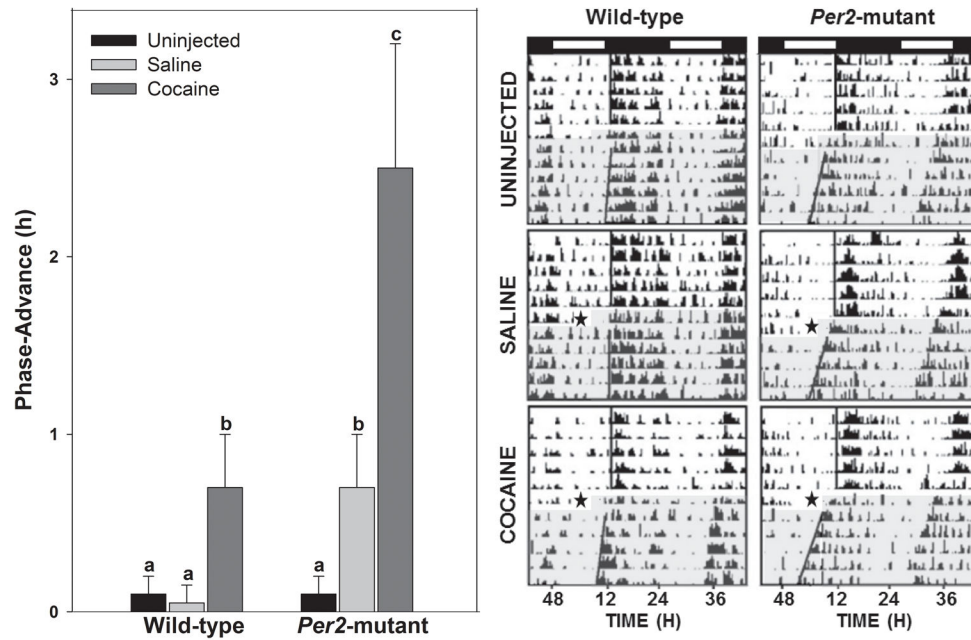 Uninjected
Saline
Cocaine
c
3
2
1
0
b
b
a
a
a
Phase-Advance (h)
Wild-type
Per2-mutant
Wild-type
Per2-mutant
UNINJECTED
SALINE
COCAINE
48
12
24
36
48
12
24
36
TIME (H)
TIME (H)